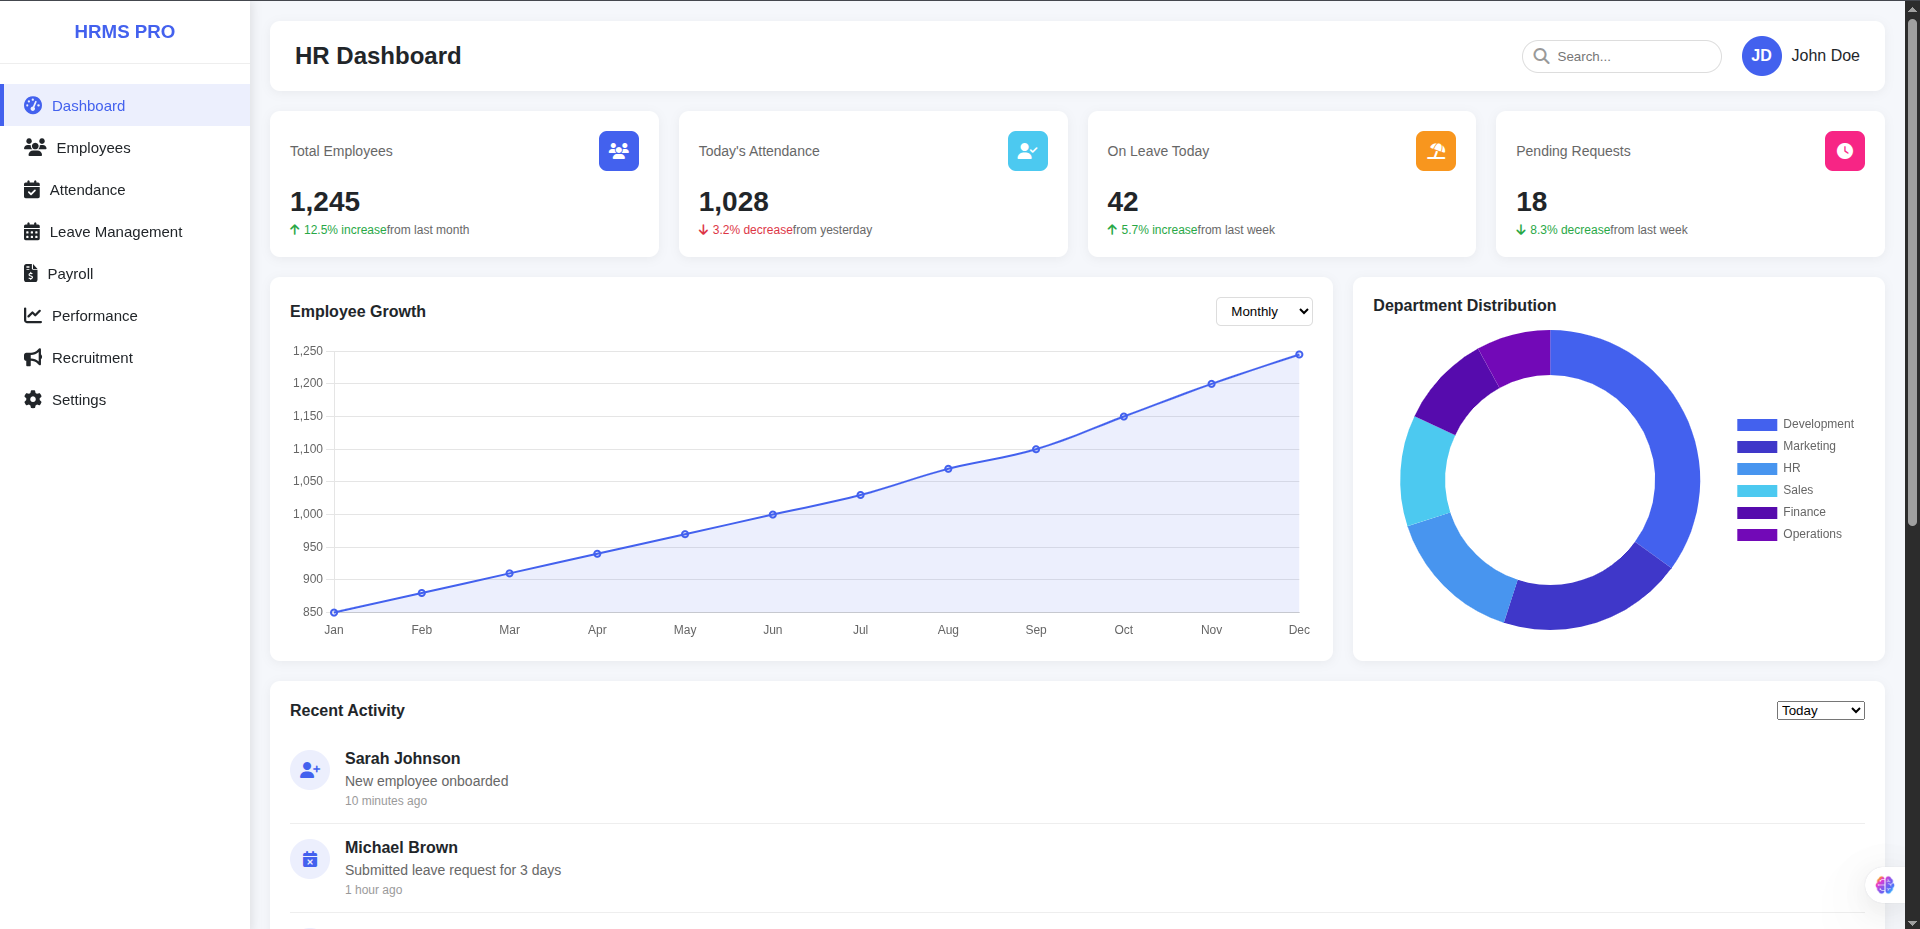 HRMS PRO
Dashboard
Employees
Attendance
Leave Management
Payroll
Performance
Recruitment
Settings
HR Dashboard
Search...
JD
John Doe
Total Employees
1,245
12.5% increasefrom last month
Today's Attendance
1,028
3.2% decreasefrom yesterday
On Leave Today
42
5.7% increasefrom last week
Pending Requests
18
8.3% decreasefrom last week
Employee Growth
Monthly
1,250
1,200
1,150
1,100
1,050
1,000
950
900
850
Jan Feb Mar Apr May Jun Jul Aug Sep Oct Nov Dec
Department Distribution
Development
Marketing
HR
Sales
Finance
Operations
Recent Activity
Today
Sarah Johnson
New employee onboarded
10 minutes ago
Michael Brown
Submitted leave request for 3 days
1 hour ago